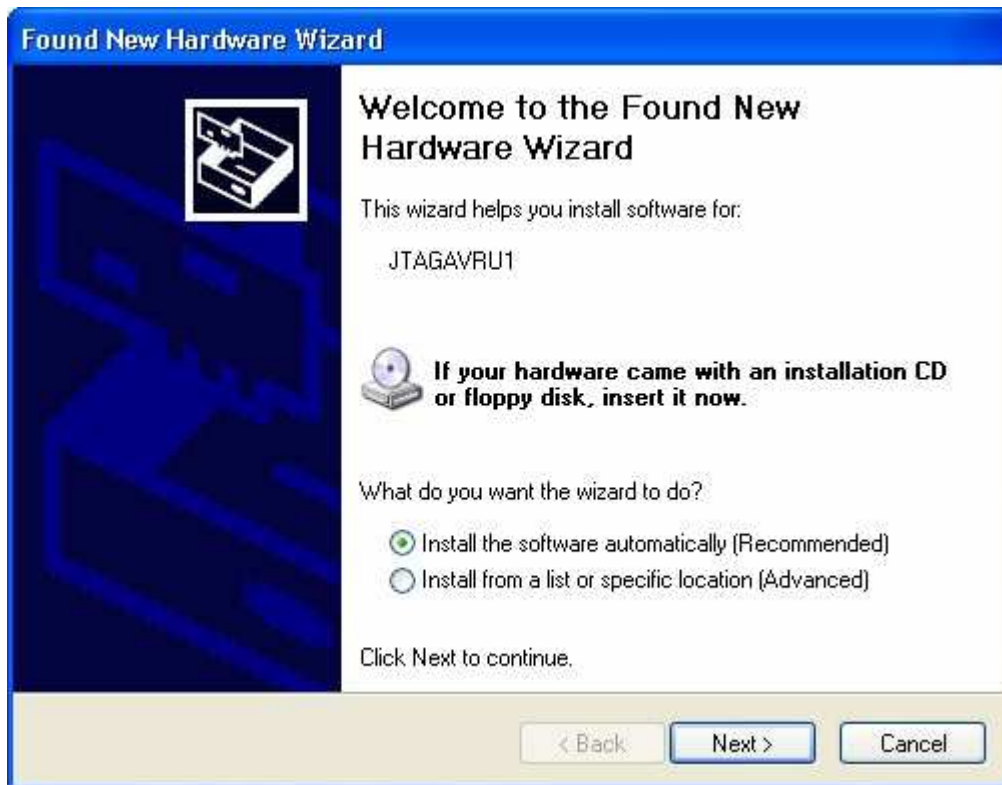 Found New Hardware Wizard
Welcome to the Found New
Hardware Wizard
This wizard helps you install software for:
JTAGAVRU1
If your hardware came with an installation CD
or floppy disk, insert it now.
What do you want the wizard to do?
Install the software automatically (Recommended)
Install from a list or specific location (Advanced)
Click Next to continue.
< Back Next > Cancel